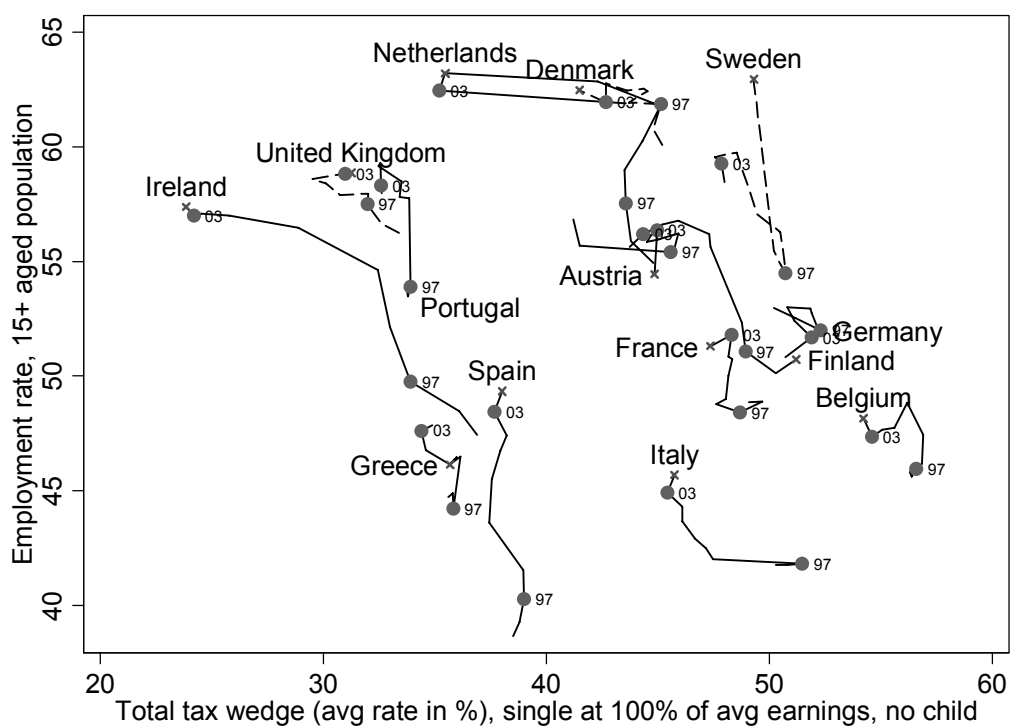 65
Netherlands
Denmark
Sweden
03
03
97
60
United Kingdom
03
03
Ireland
97
03
97
03
03
55
Austria
97
97
97
Portugal
97
Germany
03
France
03
Finland
97
50
97
Spain
Belgium
03
97
03
03
Greece
Italy
97
45
03
97
97
40
97
Employment rate, 15+ aged population
20
30
40
50
60
Total tax wedge (avg rate in %), single at 100% of avg earnings, no child